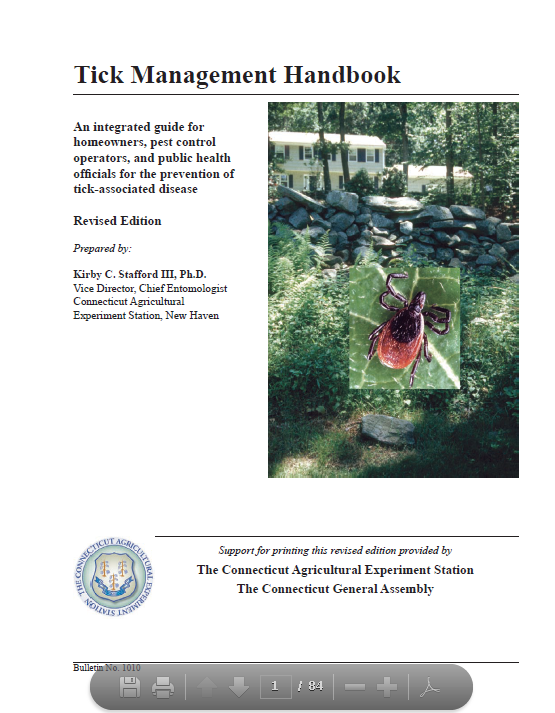 Tick Management Handbook
An integrated guide for
homeowners, pest control
operators, and public health
officials for the prevention of
tick-associated disease
Revised Edition
Prepared by:
Kirby C. Stafford III, Ph.D.
Vice Director, Chief Entomologist
Connecticut Agricultural
Experiment Station, New Haven
THE CONNECTICUT AGRICULTURAL EXPERIMENT STATION
Support for printing this revised edition provided by
The Connecticut Agricultural Experiment Station
The Connecticut General Assembly
Bulletin No. 1010
1 / 84